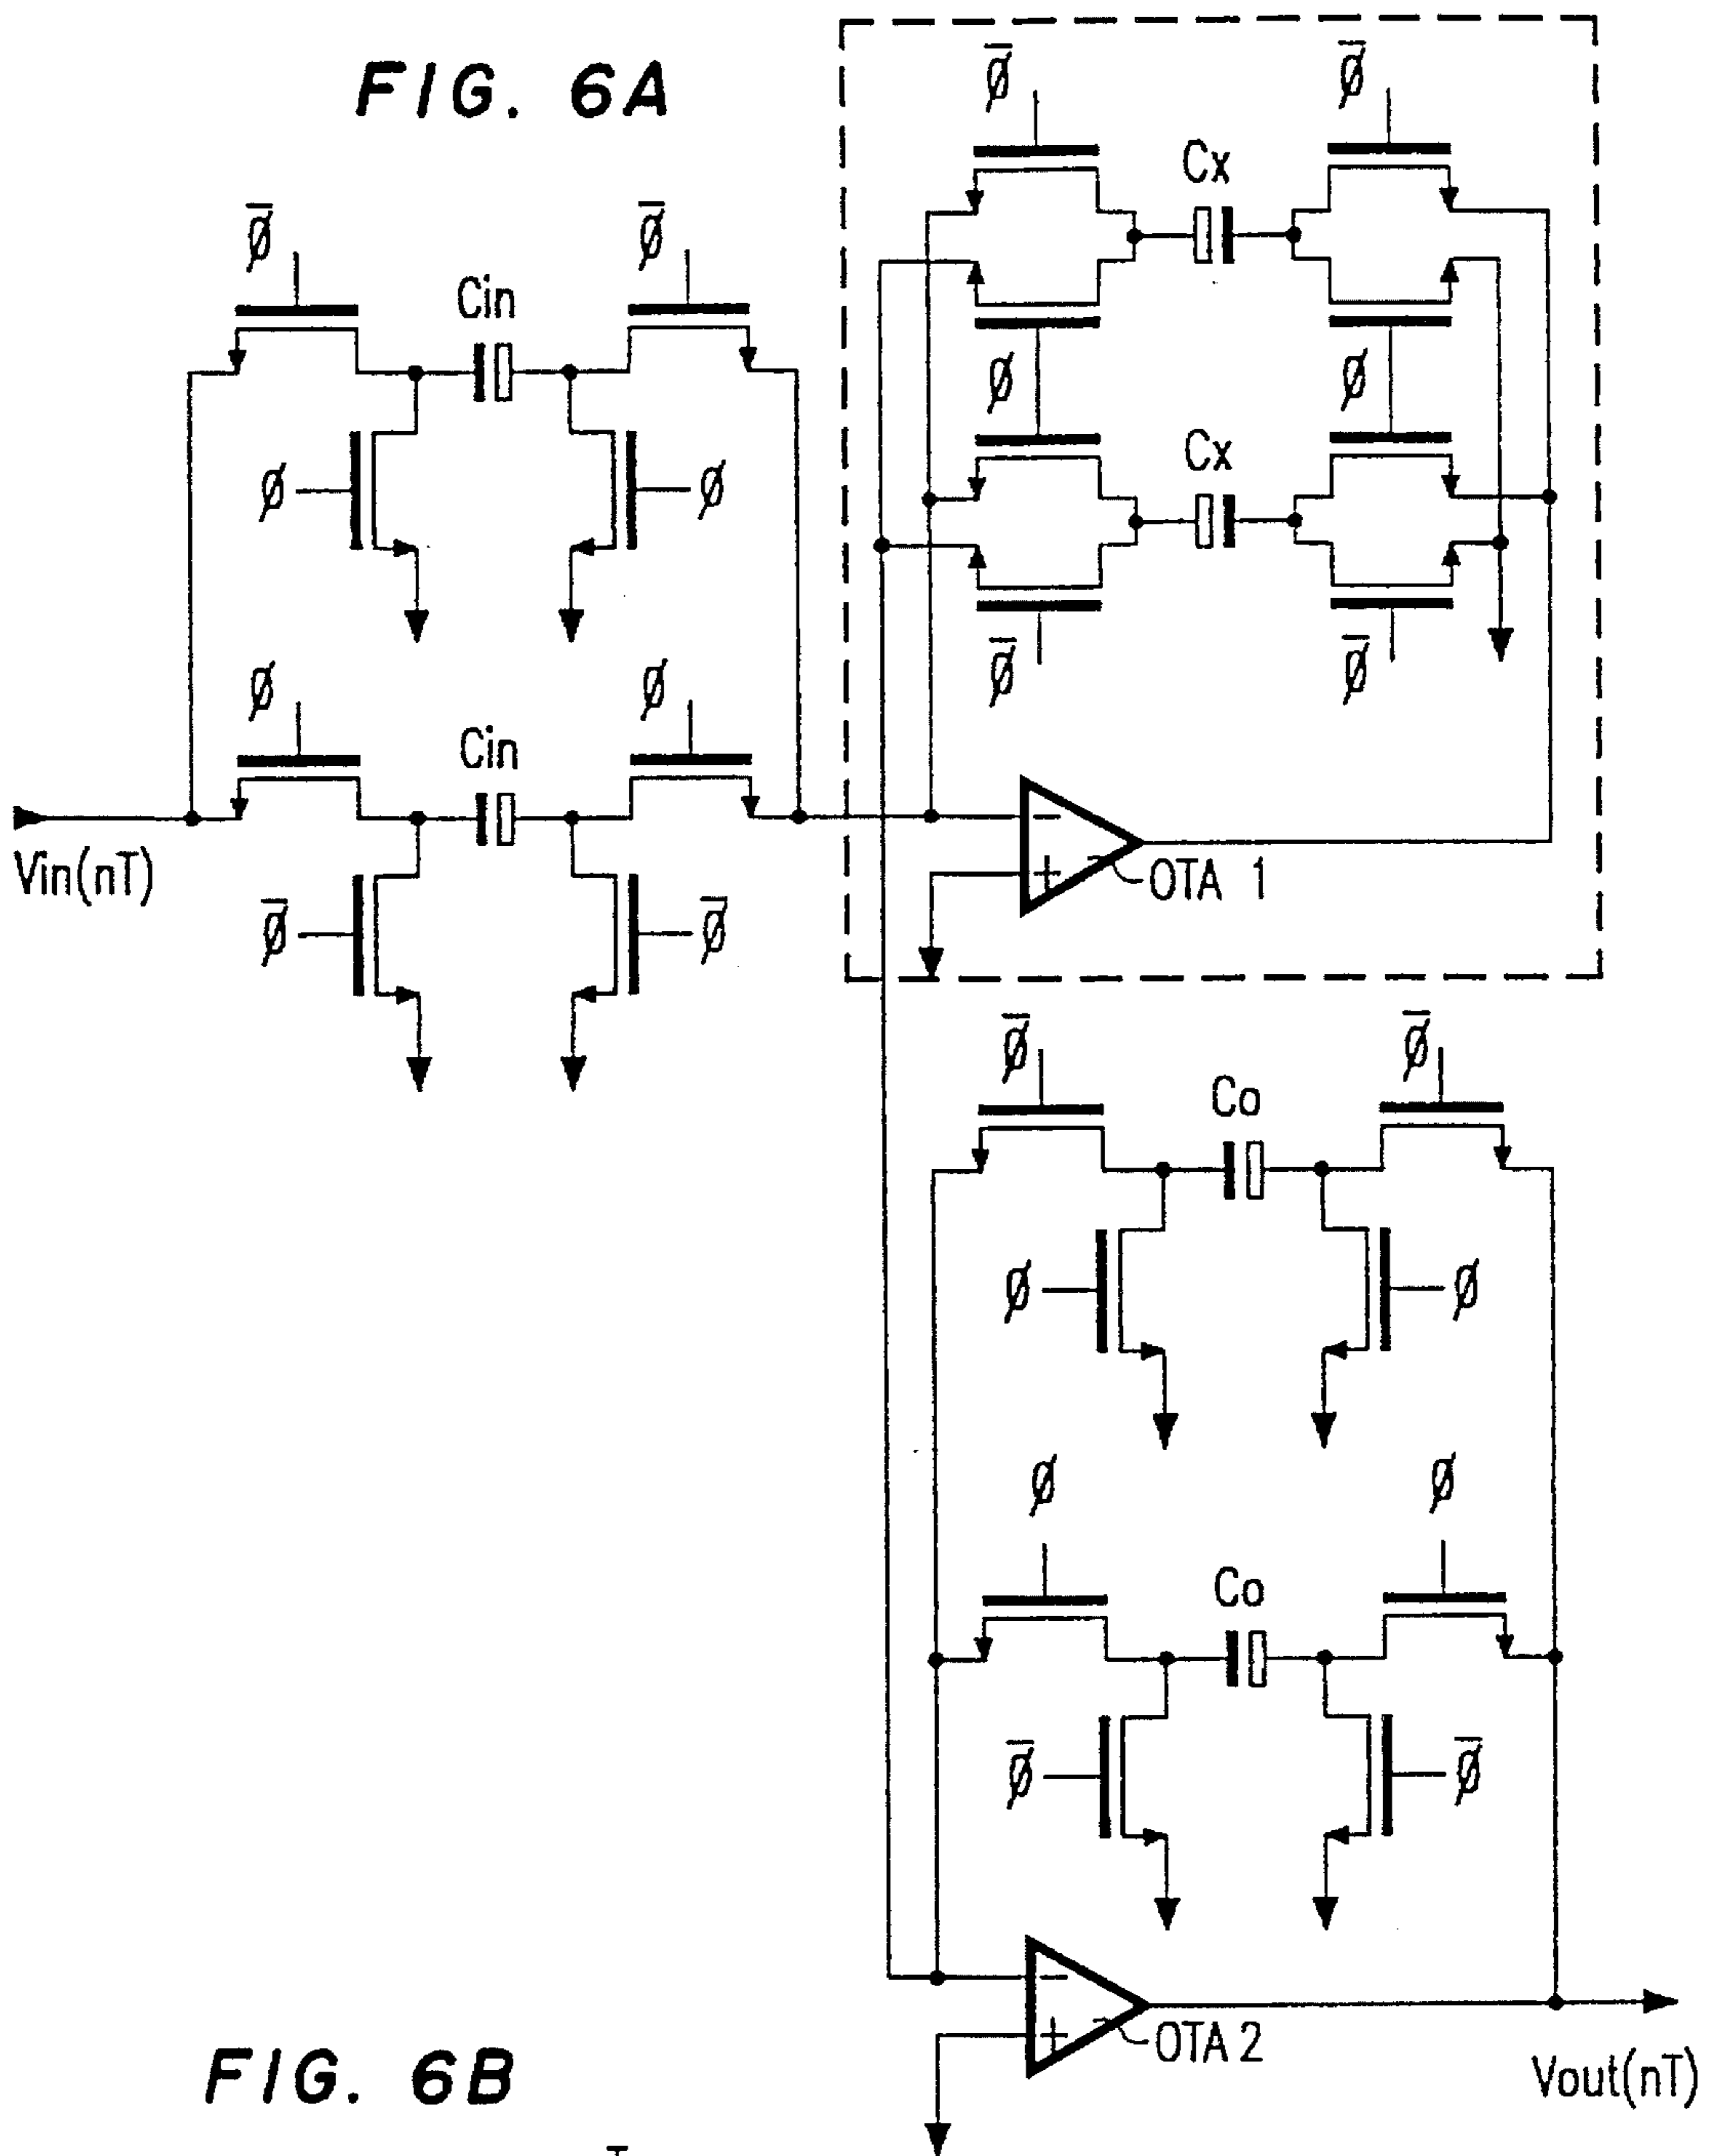 FIG. 6A
Φ̅ Φ̅
Cx
Φ̅ Φ̅
Cin
Ø Ø
Ø Ø
Cx
Ø Ø
Cin
Φ̅ Φ̅
Vin(nT)
−
+
OTA 1
Φ̅ Φ̅
Φ̅ Φ̅
Co
Ø Ø
Ø Ø
Co
Φ̅ Φ̅
−
+
OTA 2
Vout(nT)
FIG. 6B